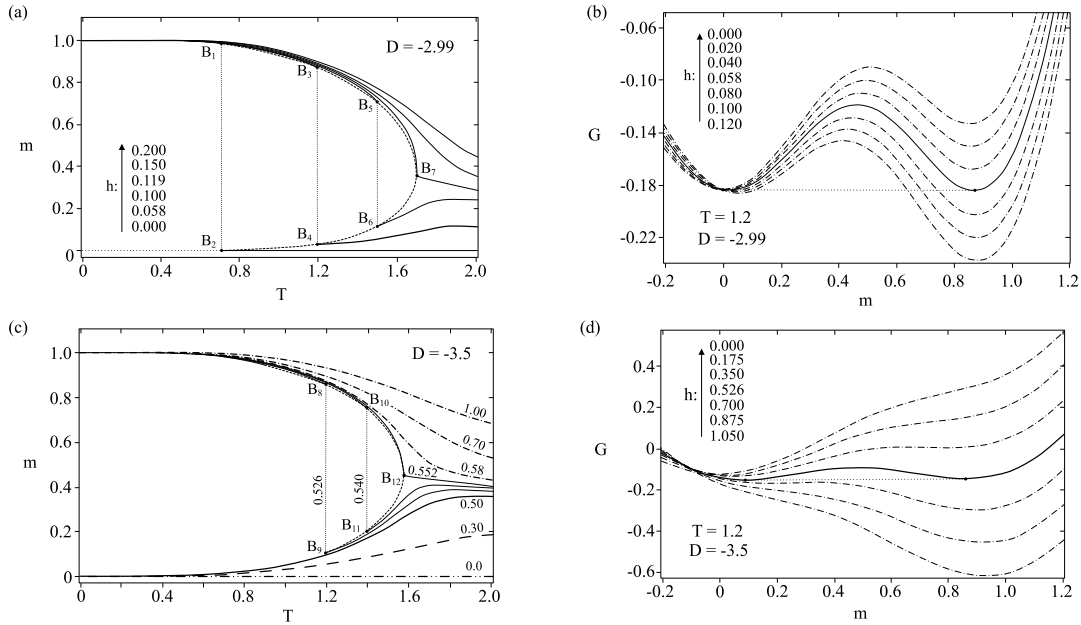 (a)
1.0
0.8
0.6
0.4
0.2
0
m
B1
B3
B5
B7
B6
B4
B2
D = -2.99
h:
0.200
0.150
0.119
0.100
0.058
0.000
0
0.4
0.8
1.2
1.6
2.0
T
(b)
-0.06
-0.10
-0.14
-0.18
-0.22
G
h:
0.000
0.020
0.040
0.058
0.080
0.100
0.120
T = 1.2
D = -2.99
-0.2
0
0.2
0.4
0.6
0.8
1.0
1.2
m
(c)
1.0
0.8
0.6
0.4
0.2
0
m
D = -3.5
B8
B10
B12
B11
B9
0.526
0.540
1.00
0.70
0.58
0.552
0.50
0.30
0.0
0
0.4
0.8
1.2
1.6
2.0
T
(d)
0.4
0.2
0
-0.2
-0.4
-0.6
G
h:
0.000
0.175
0.350
0.526
0.700
0.875
1.050
T = 1.2
D = -3.5
-0.2
0
0.2
0.4
0.6
0.8
1.0
1.2
m